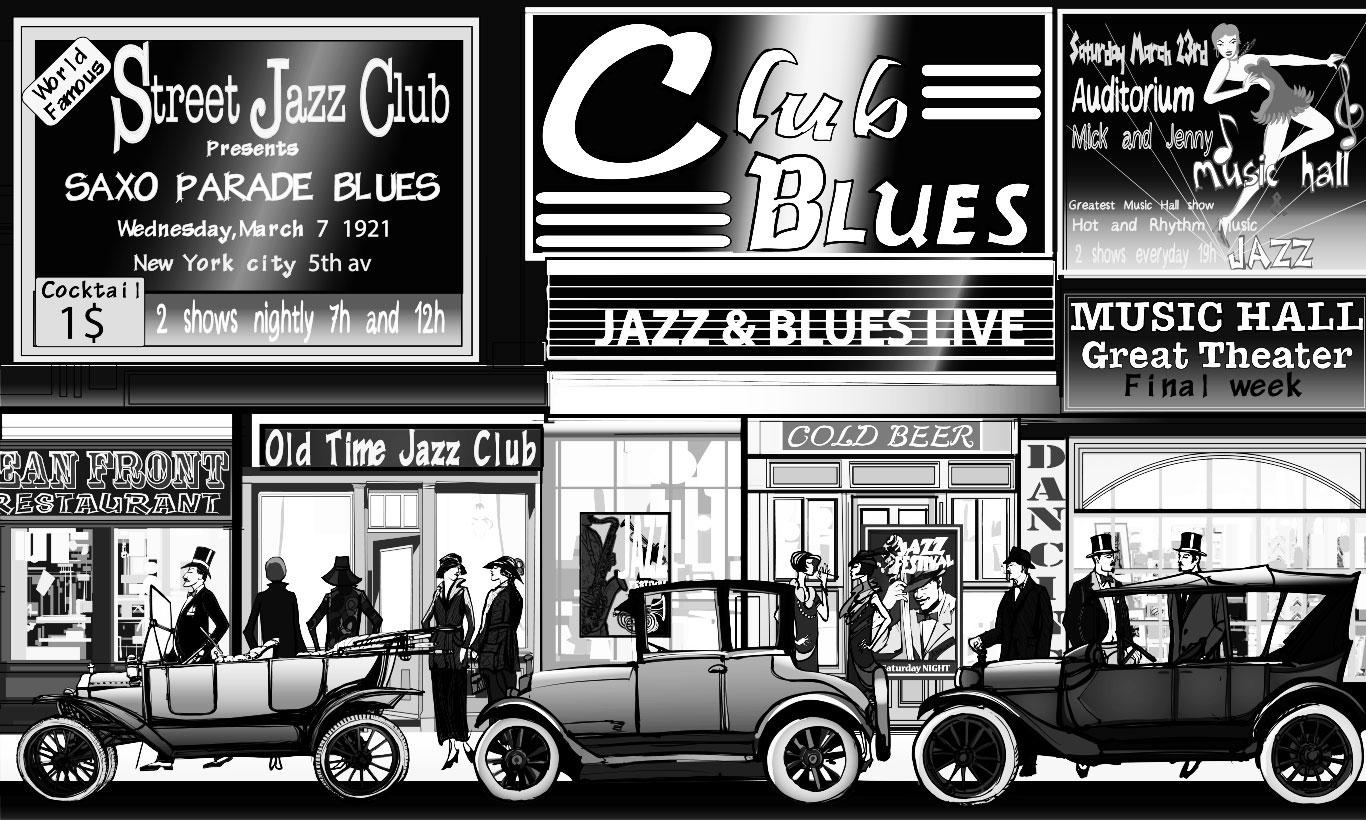 World
Famous
Street Jazz Club
Presents
SAXO PARADE BLUES
Wednesday,March 7 1921
New York city 5th av
Cocktail
1$
2 shows nightly 7h and 12h
Club
BLUES
JAZZ & BLUES LIVE
Saturday March 23rd
Auditorium
Mick and Jenny
music hall
&
JAZZ
Greatest Music Hall show
Hot and Rhythm Music
2 shows everyday 19h
MUSIC HALL
Great Theater
Final week
EAN FRONT
RESTAURANT
Old Time Jazz Club
COLD BEER
JAZZ
FESTIVAL
Saturday NIGHT
DANC